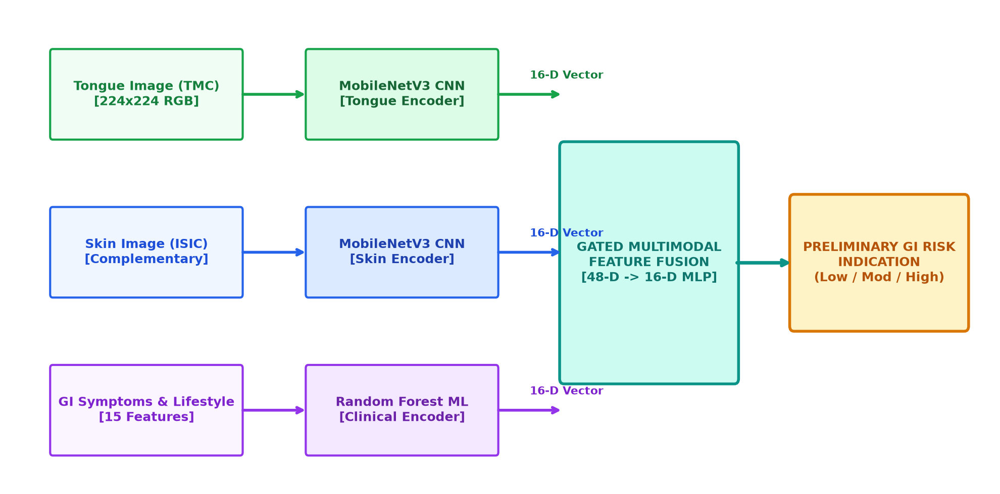 Tongue Image (TMC)
[224x224 RGB]
MobileNetV3 CNN
[Tongue Encoder]
16-D Vector
Skin Image (ISIC)
[Complementary]
MobileNetV3 CNN
[Skin Encoder]
16-D Vector
GI Symptoms & Lifestyle
[15 Features]
Random Forest ML
[Clinical Encoder]
16-D Vector
GATED MULTIMODAL
FEATURE FUSION
[48-D -> 16-D MLP]
PRELIMINARY GI RISK
INDICATION
(Low / Mod / High)